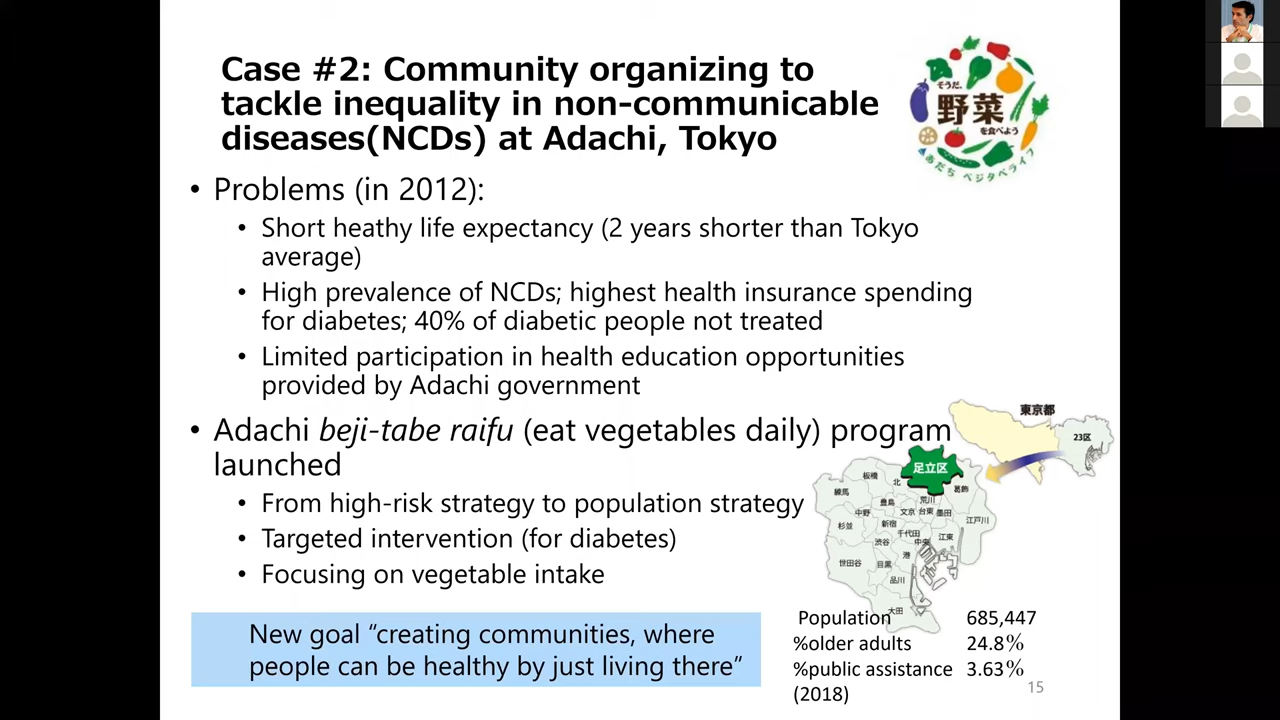 Case #2: Community organizing to
tackle inequality in non-communicable
diseases(NCDs) at Adachi, Tokyo
そうだ、
野菜
を食べよう
あだち ベジタベライフ
• Problems (in 2012):
• Short heathy life expectancy (2 years shorter than Tokyo
average)
• High prevalence of NCDs; highest health insurance spending
for diabetes; 40% of diabetic people not treated
• Limited participation in health education opportunities
provided by Adachi government
• Adachi beji-tabe raifu (eat vegetables daily) program
launched
• From high-risk strategy to population strategy
• Targeted intervention (for diabetes)
• Focusing on vegetable intake
New goal “creating communities, where
people can be healthy by just living there”
東京都
23区
足立区
板橋
北
葛飾
練馬
豊島
荒川
中野
文京
台東
墨田
杉並
新宿
千代田
江戸川
渋谷
中央
江東
港
世田谷
目黒
品川
大田
Population 685,447
%older adults 24.8%
%public assistance 3.63%
(2018)
15